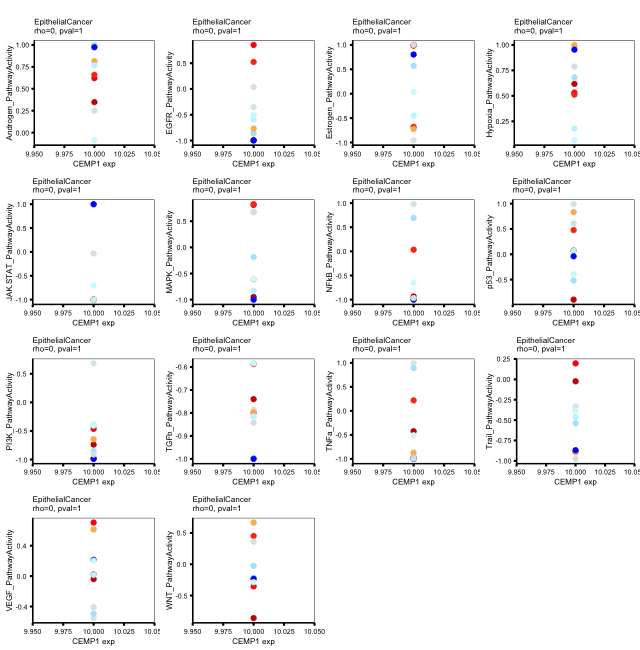 EpithelialCancer
rho=0, pval=1
Androgen_PathwayActivity
1.00
0.75
0.50
0.25
0.00
9.950 9.975 10.000 10.025 10.05
CEMP1 exp
EpithelialCancer
rho=0, pval=1
EGFR_PathwayActivity
0.5
0.0
-0.5
-1.0
9.950 9.975 10.000 10.025 10.05
CEMP1 exp
EpithelialCancer
rho=0, pval=1
Estrogen_PathwayActivity
1.0
0.5
0.0
-0.5
-1.0
9.950 9.975 10.000 10.025 10.05
CEMP1 exp
EpithelialCancer
rho=0, pval=1
Hypoxia_PathwayActivity
1.00
0.75
0.50
0.25
9.950 9.975 10.000 10.025 10.05
CEMP1 exp
EpithelialCancer
rho=0, pval=1
JAK-STAT_PathwayActivity
1.0
0.5
0.0
-0.5
-1.0
9.950 9.975 10.000 10.025 10.05
CEMP1 exp
EpithelialCancer
rho=0, pval=1
MAPK_PathwayActivity
0.5
0.0
-0.5
-1.0
9.950 9.975 10.000 10.025 10.05
CEMP1 exp
EpithelialCancer
rho=0, pval=1
NFkB_PathwayActivity
1.0
0.5
0.0
-0.5
-1.0
9.950 9.975 10.000 10.025 10.05
CEMP1 exp
EpithelialCancer
rho=0, pval=1
p53_PathwayActivity
1.0
0.5
0.0
-0.5
9.950 9.975 10.000 10.025 10.05
CEMP1 exp
EpithelialCancer
rho=0, pval=1
PI3K_PathwayActivity
0.5
0.0
-0.5
-1.0
9.950 9.975 10.000 10.025 10.05
CEMP1 exp
EpithelialCancer
rho=0, pval=1
TGFb_PathwayActivity
-0.6
-0.7
-0.8
-0.9
-1.0
9.950 9.975 10.000 10.025 10.05
CEMP1 exp
EpithelialCancer
rho=0, pval=1
TNFa_PathwayActivity
1.0
0.5
0.0
-0.5
-1.0
9.950 9.975 10.000 10.025 10.05
CEMP1 exp
EpithelialCancer
rho=0, pval=1
Trail_PathwayActivity
0.25
0.00
-0.25
-0.50
-0.75
-1.00
9.950 9.975 10.000 10.025 10.05
CEMP1 exp
EpithelialCancer
rho=0, pval=1
VEGF_PathwayActivity
0.4
0.0
-0.4
9.950 9.975 10.000 10.025 10.05
CEMP1 exp
EpithelialCancer
rho=0, pval=1
WNT_PathwayActivity
0.5
0.0
-0.5
9.950 9.975 10.000 10.025 10.050
CEMP1 exp